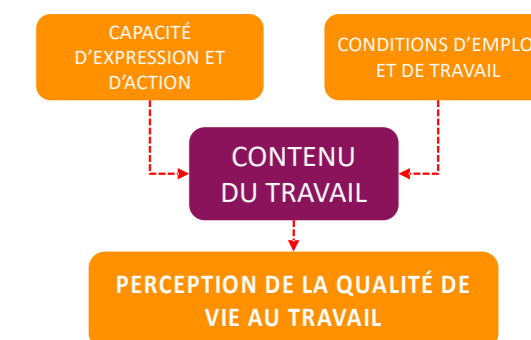 CAPACITÉ
D'EXPRESSION ET
D'ACTION
CONDITIONS D'EMPLO
ET DE TRAVAIL
CONTENU
DU TRAVAIL
PERCEPTION DE LA QUALITÉ DE
VIE AU TRAVAIL